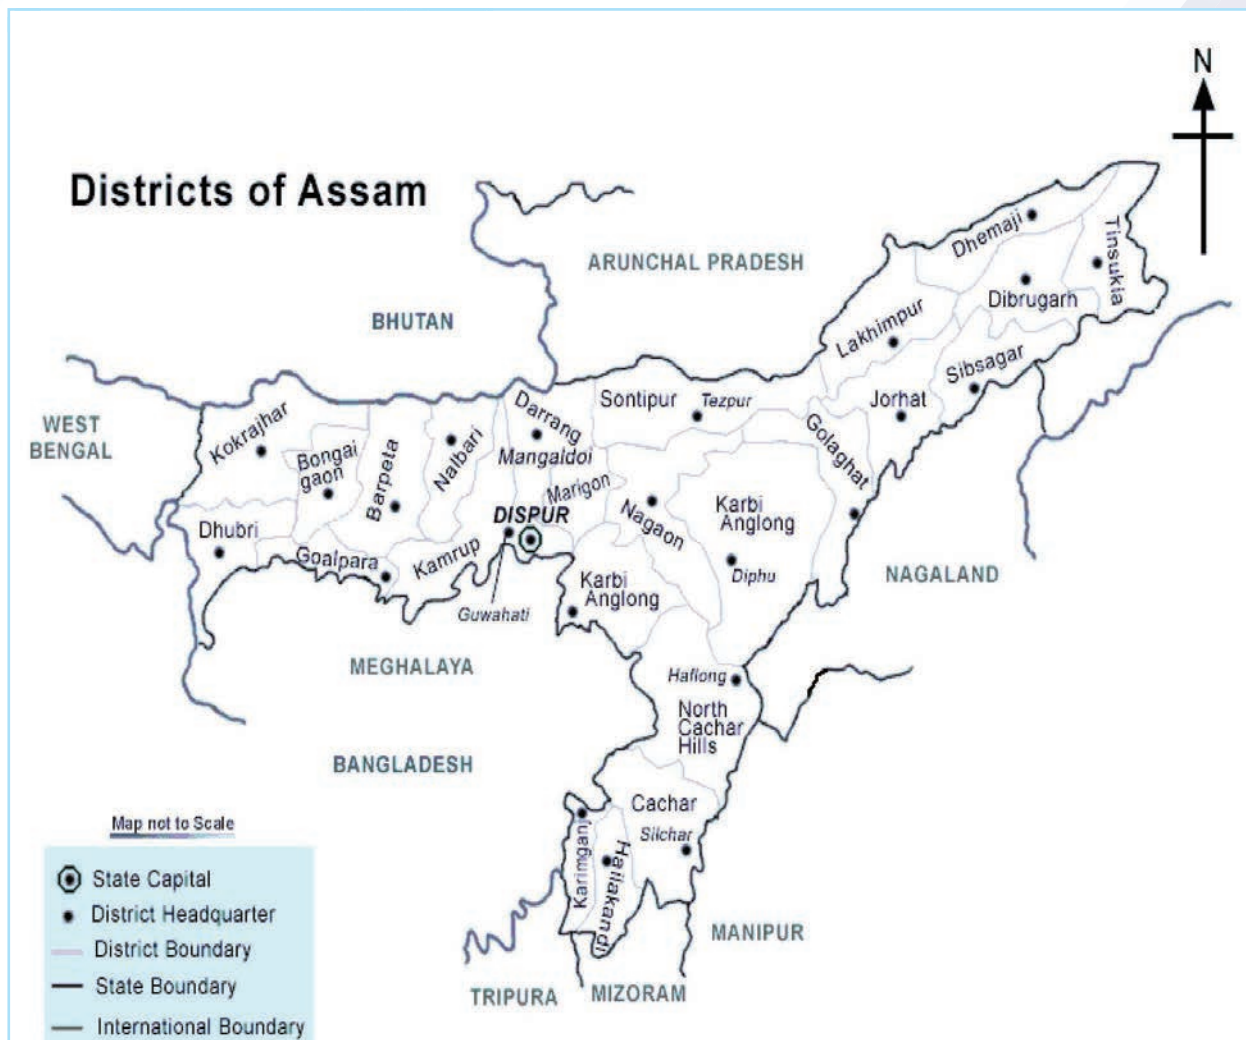 N
Districts of Assam
ARUNCHAL PRADESH
BHUTAN
WEST
BENGAL
Dhemaji
Tinsukia
Dibrugarh
Lakhimpur
Sibsagar
Jorhat
Golaghat
Sontipur
Tezpur
Darrang
Mangaldoi
Kokrajhar
Bongai
gaon
Barpeta
Nalbari
Marigon
Nagaon
Karbi
Anglong
Diphu
DISPUR
Dhubri
Goalpara
Kamrup
Guwahati
Karbi
Anglong
NAGALAND
MEGHALAYA
Haflong
North
Cachar
Hills
BANGLADESH
Cachar
Silchar
Karimganj
Hailakandi
MANIPUR
TRIPURA
MIZORAM
Map not to Scale
State Capital
District Headquarter
District Boundary
State Boundary
International Boundary